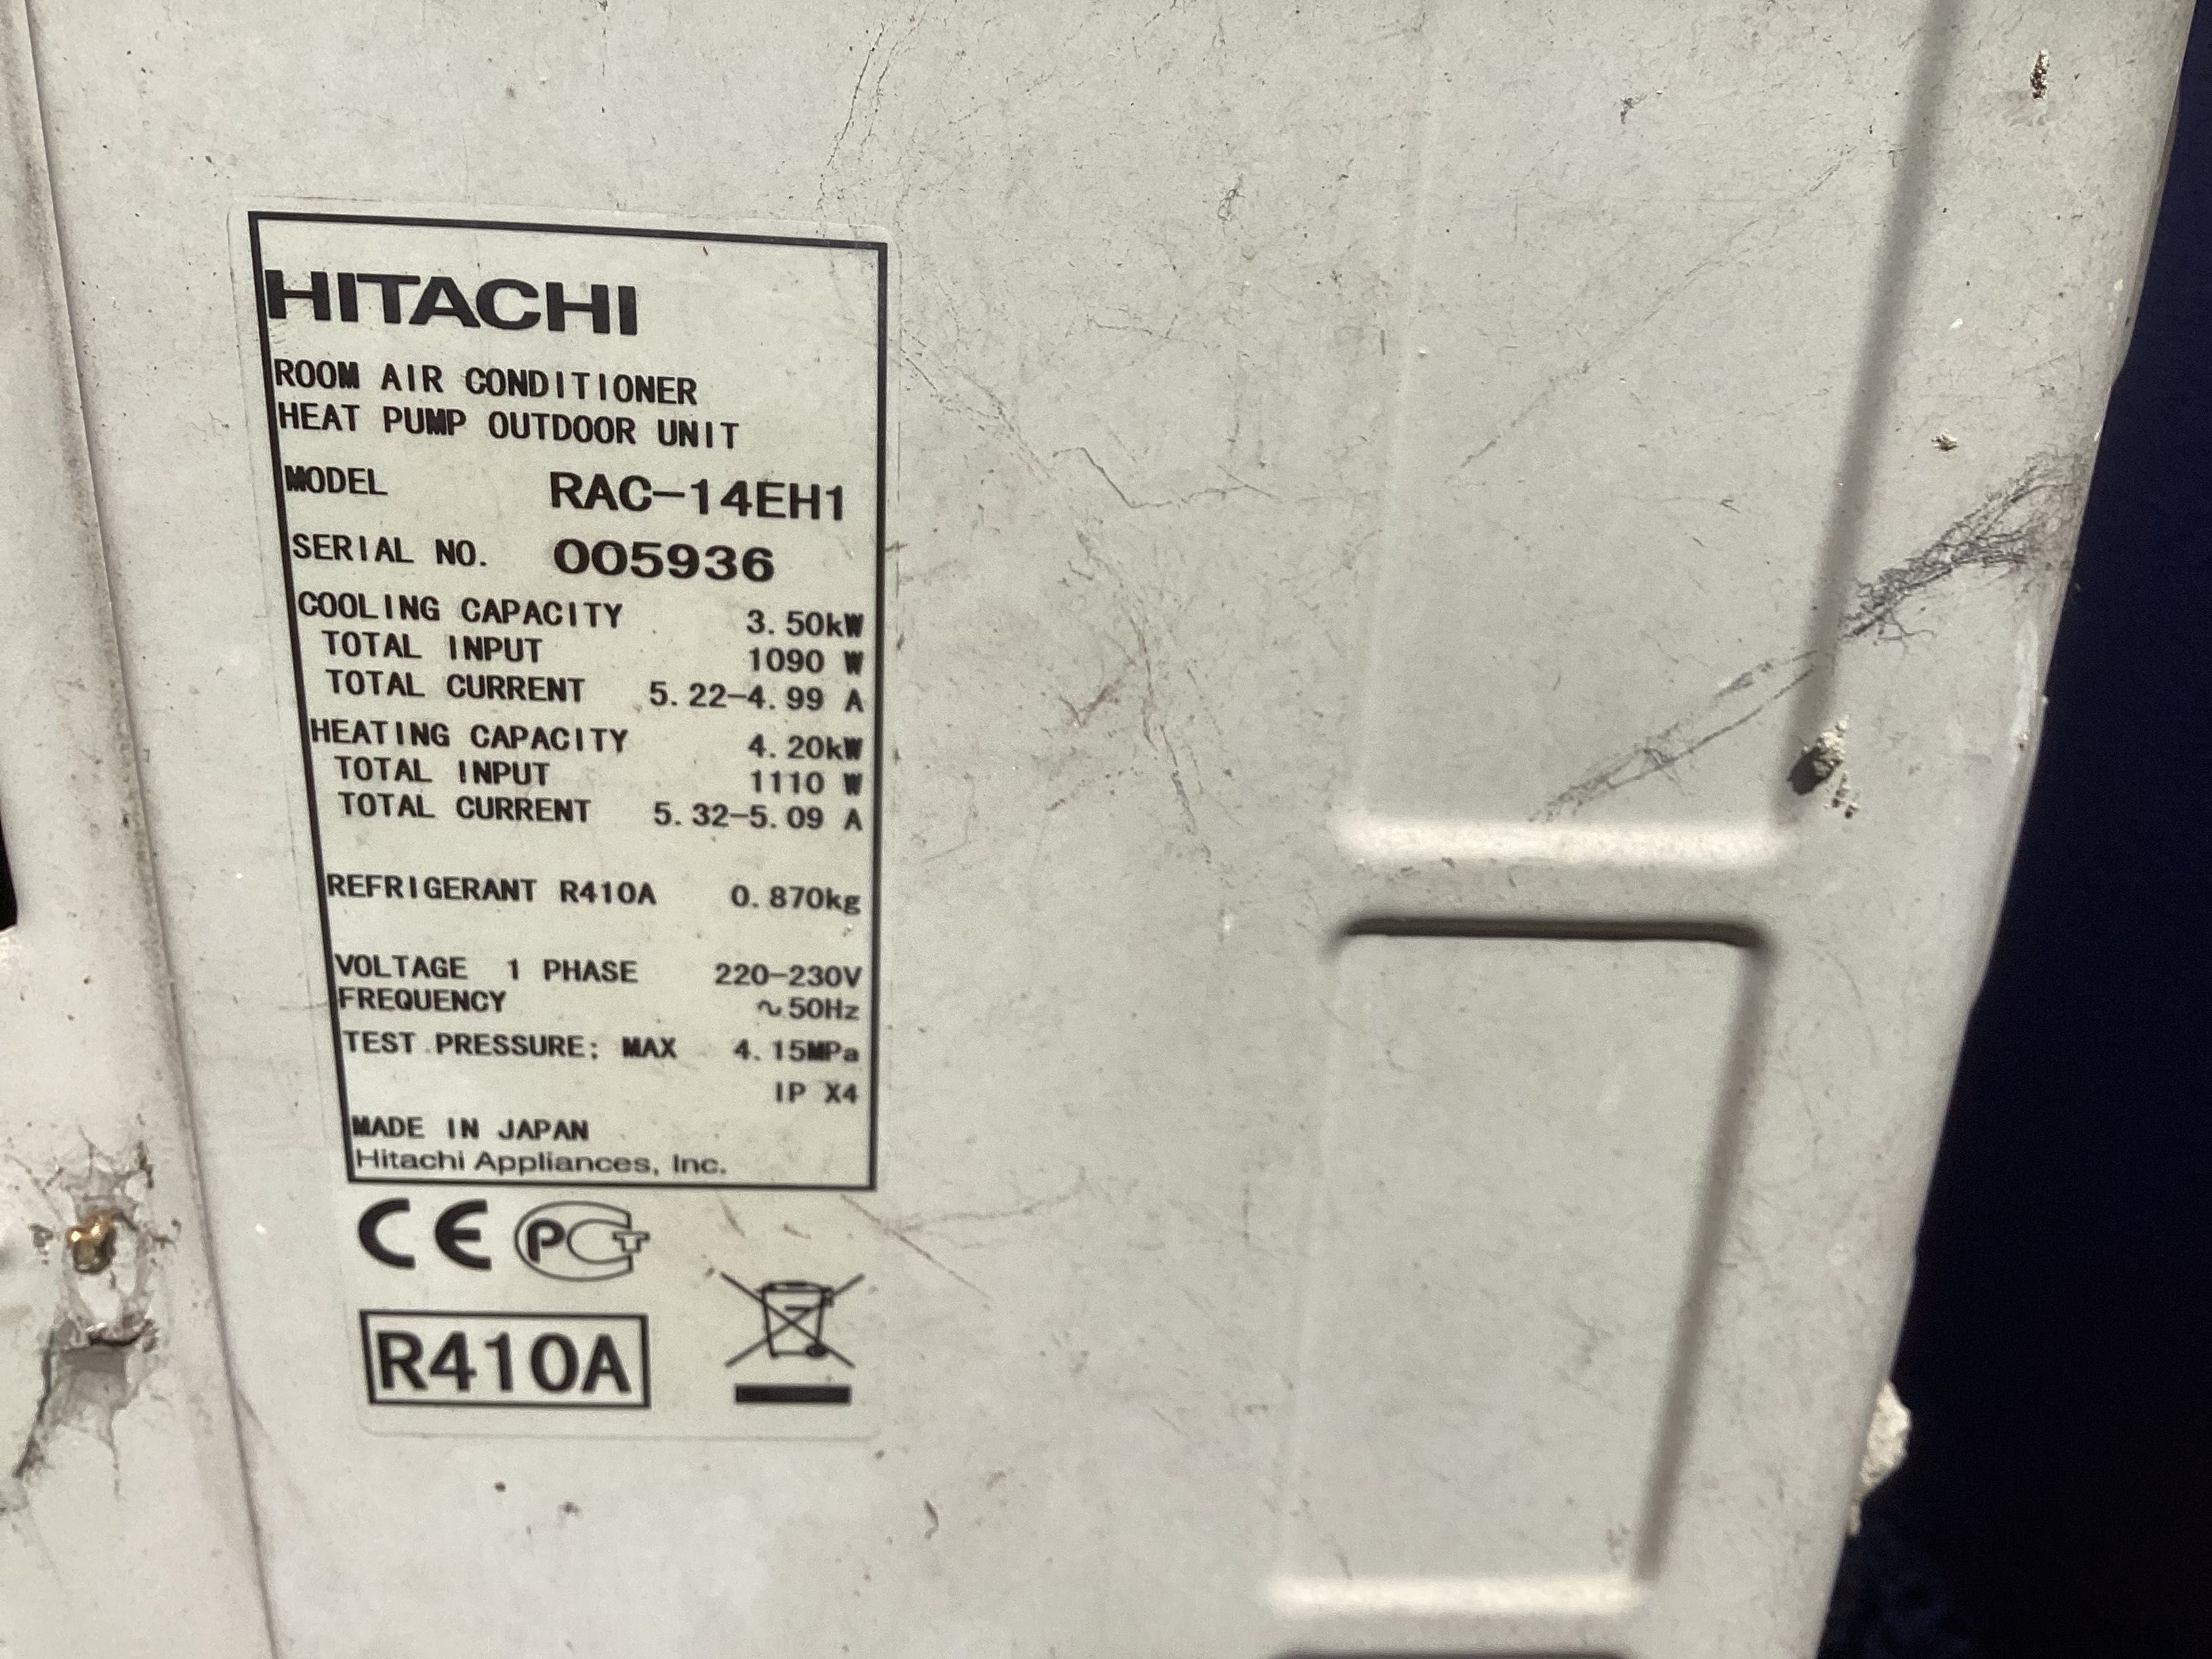 HITACHI
ROOM AIR CONDITIONER
HEAT PUMP OUTDOOR UNIT
MODEL RAC-14EH1
SERIAL NO. 005936
COOLING CAPACITY 3.50kW
TOTAL INPUT 1090 W
TOTAL CURRENT 5.22-4.99 A
HEATING CAPACITY 4.20kW
TOTAL INPUT 1110 W
TOTAL CURRENT 5.32-5.09 A
REFRIGERANT R410A 0.870kg
VOLTAGE 1 PHASE 220-230V
FREQUENCY ~50Hz
TEST PRESSURE: MAX 4.15MPa
IP X4
MADE IN JAPAN
Hitachi Appliances, Inc.
CE PCT
R410A